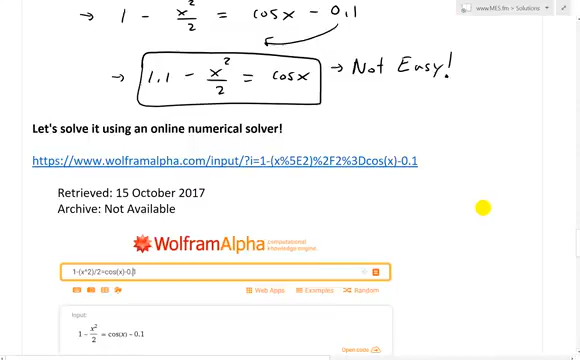 www.MES.fm
→ 1 - x²/2 = cosx - 0.1
→ 1.1 - x²/2 = cosx → Not Easy!
Let's solve it using an online numerical solver!
https://www.wolframalpha.com/input/?i=1-(x%5E2)%2F2%3Dcos(x)-0.1
Retrieved: 15 October 2017
Archive: Not Available
WolframAlpha computational knowledge engine.
1-(x^2)/2=cos(x)-0.1
Web Apps Examples Random
Input:
1 - x²/2 = cos(x) - 0.1
Open code